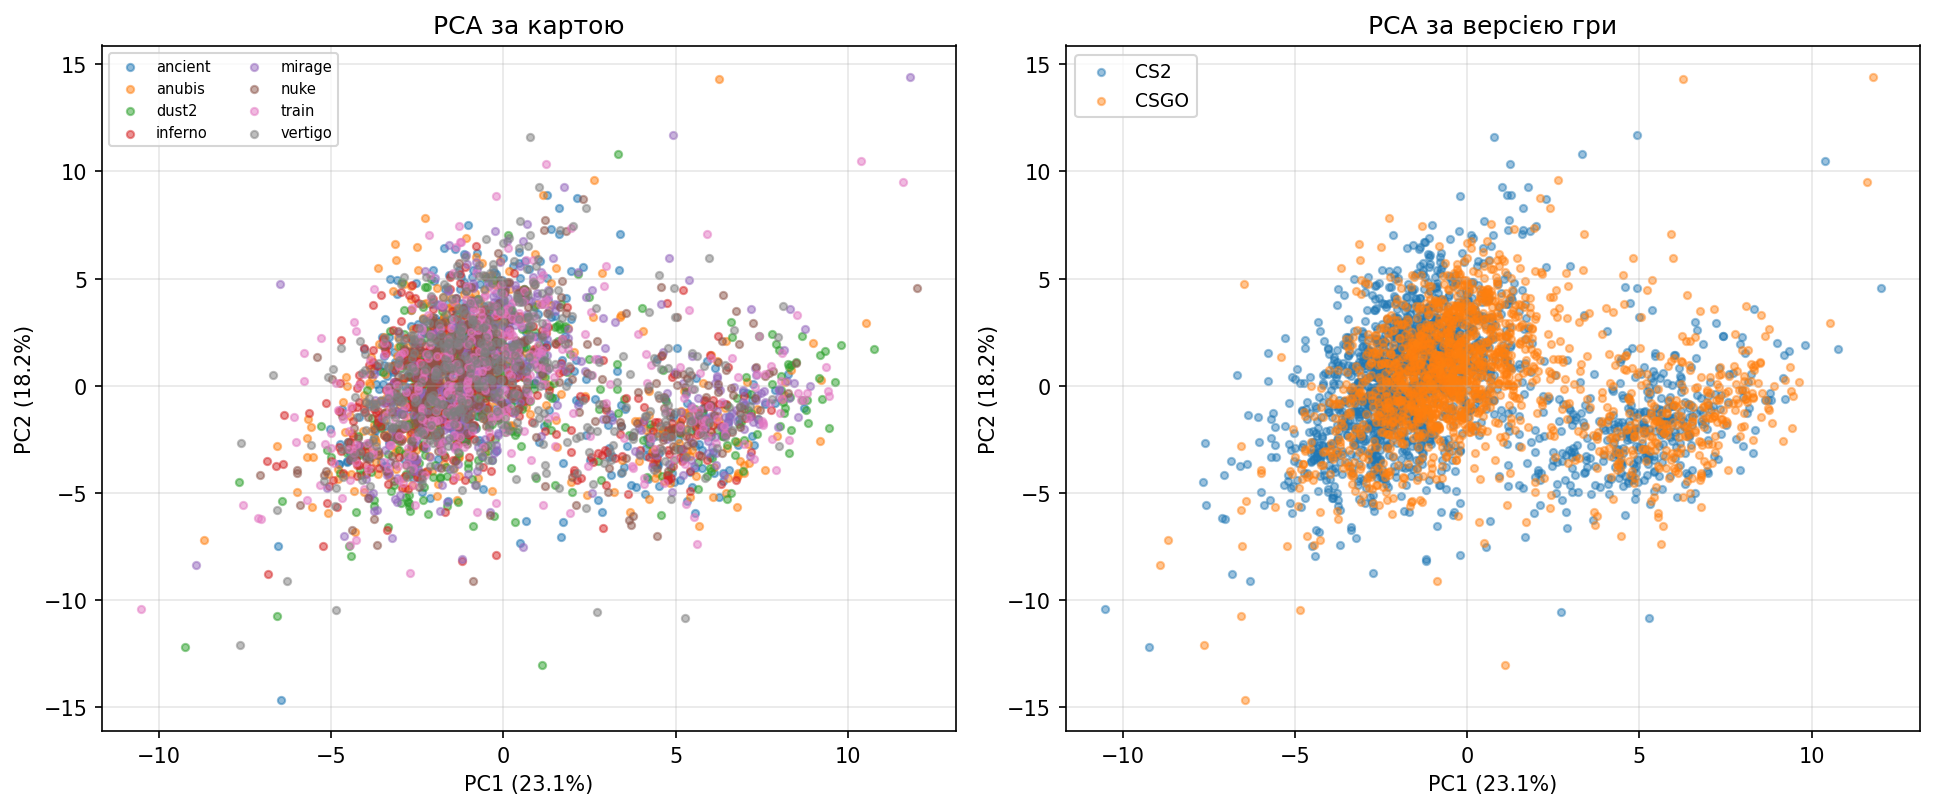 PCA за картою
ancient
anubis
dust2
inferno
mirage
nuke
train
vertigo
15
10
5
0
−5
−10
−15
−10
−5
0
5
10
PC2 (18.2%)
PC1 (23.1%)
PCA за версією гри
CS2
CSGO
15
10
5
0
−5
−10
−15
−10
−5
0
5
10
PC2 (18.2%)
PC1 (23.1%)